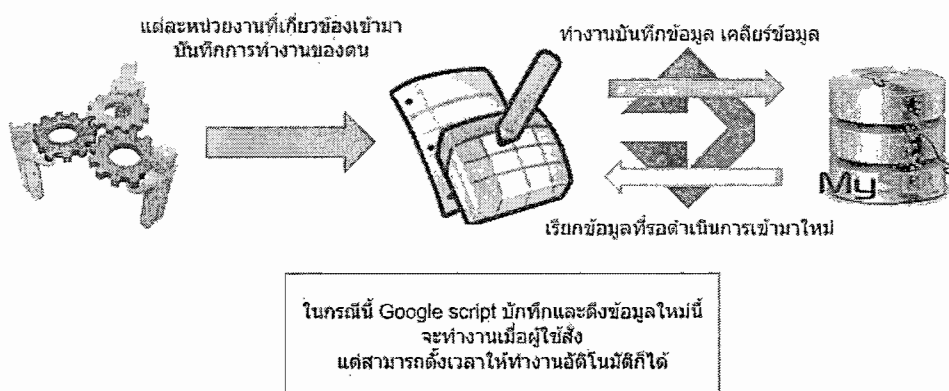 แต่ละหน่วยงานที่เกี่ยวข้องเข้ามา
บันทึกการทำงานของตน
ทำงานบันทึกข้อมูล เคลียร์ข้อมูล
My
เรียกข้อมูลที่รอดำเนินการเข้ามาใหม่
ในกรณีนี้ Google script บักทึกและดึงข้อมูลใหม่นี้
จะทำงานเมื่อผู้ใช้สั่ง
แต่สามารถตั้งเวลาให้ทำงานอัติโนมัติก็ได้